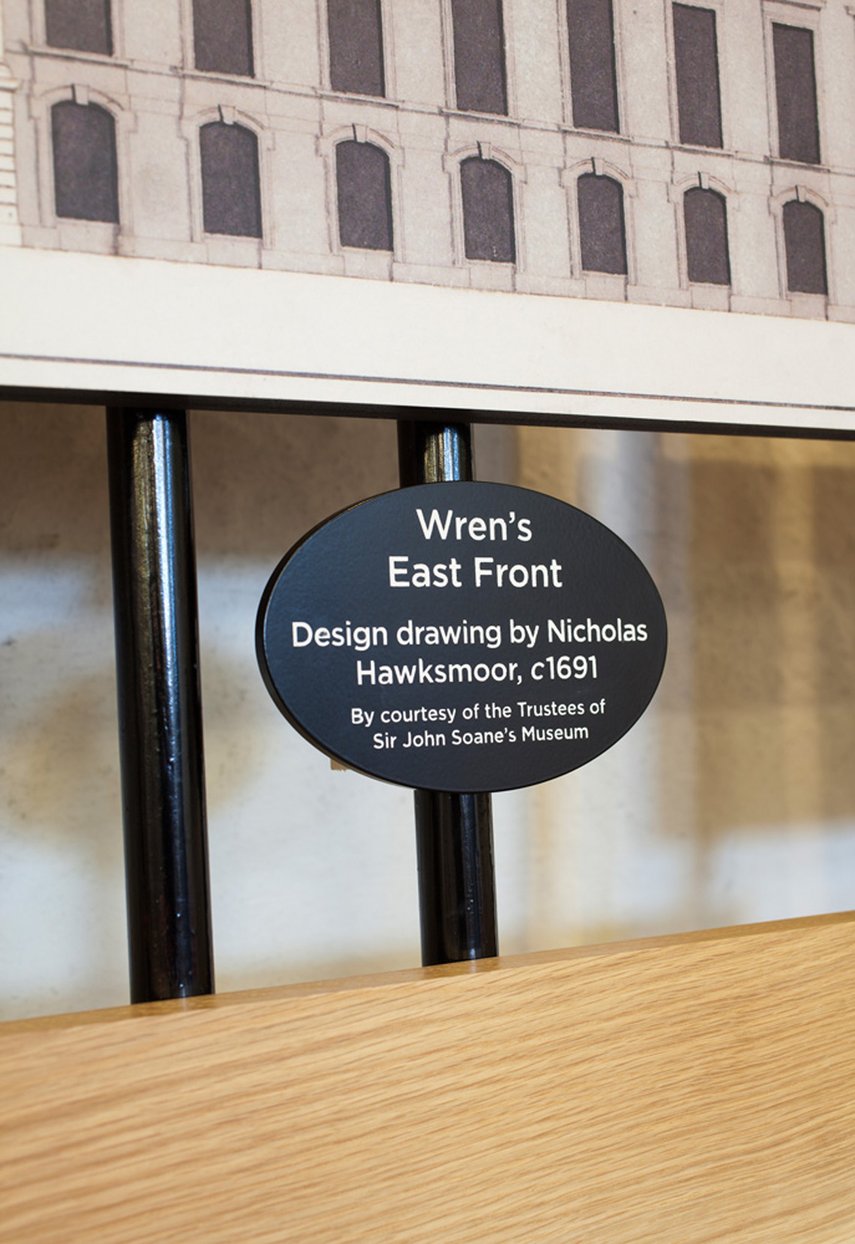 Wren’s
East Front
Design drawing by Nicholas
Hawksmoor, c1691
By courtesy of the Trustees of
Sir John Soane’s Museum